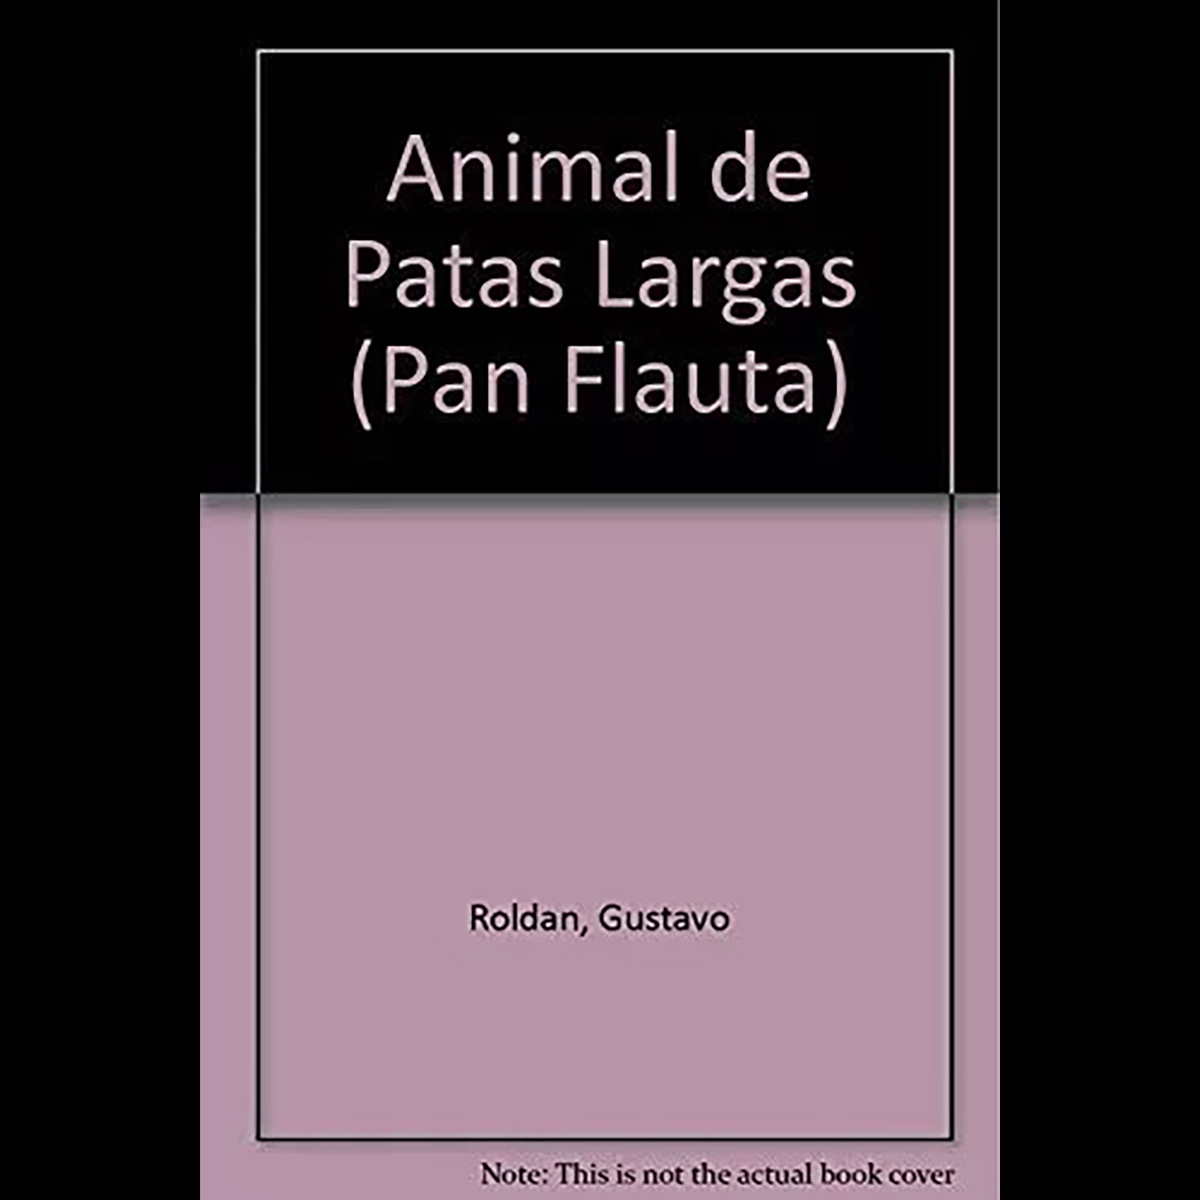 Animal de
Patas Largas
(Pan Flauta)
Roldan, Gustavo
Note: This is not the actual book cover